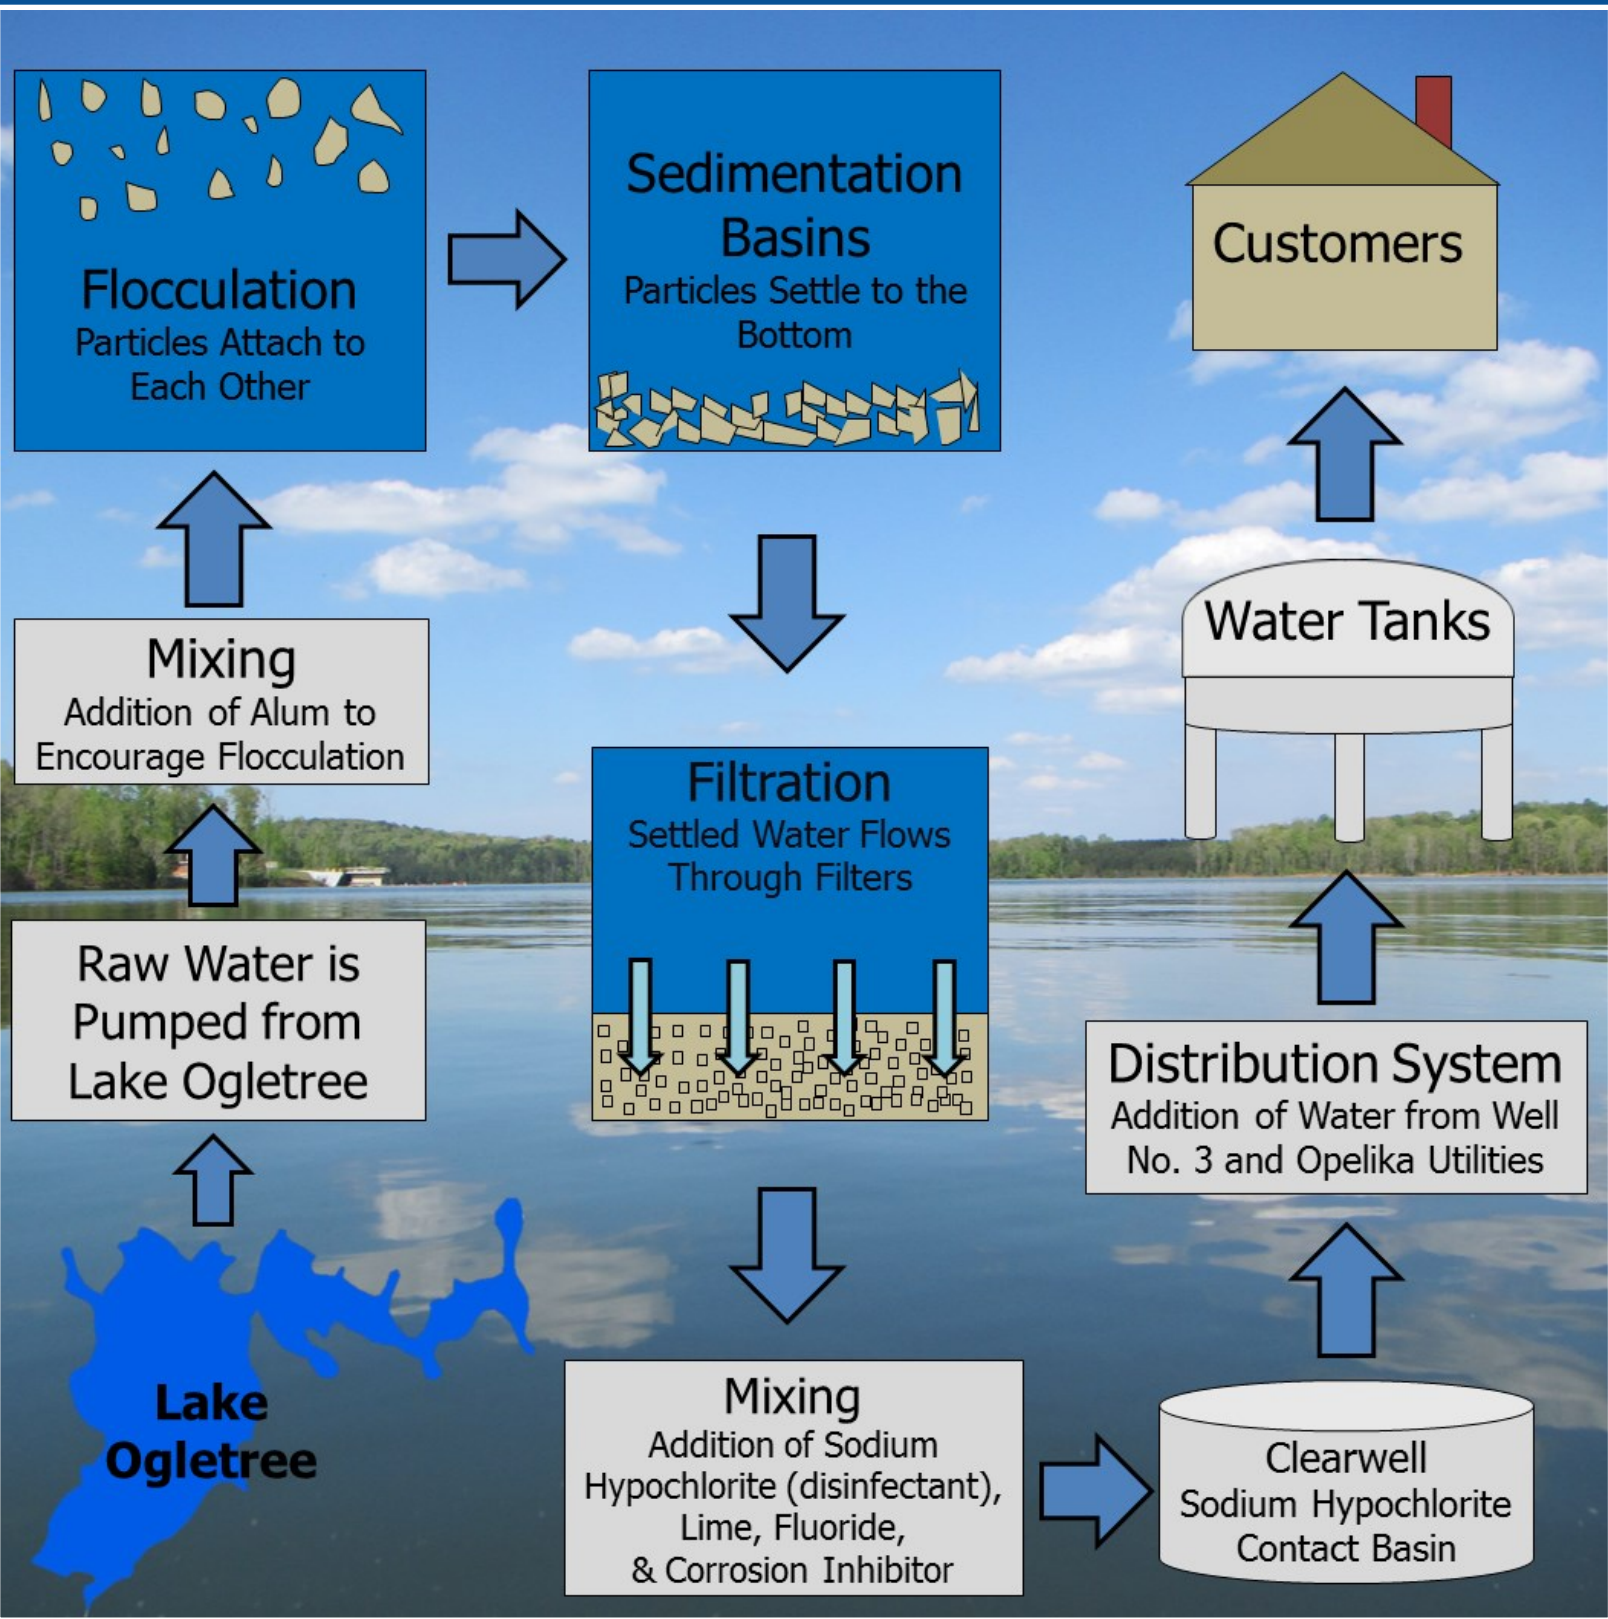 Flocculation
Particles Attach to
Each Other
Sedimentation
Basins
Particles Settle to the
Bottom
Customers
Mixing
Addition of Alum to
Encourage Flocculation
Water Tanks
Filtration
Settled Water Flows
Through Filters
Raw Water is
Pumped from
Lake Ogletree
Distribution System
Addition of Water from Well
No. 3 and Opelika Utilities
Lake
Ogletree
Mixing
Addition of Sodium
Hypochlorite (disinfectant),
Lime, Fluoride,
& Corrosion Inhibitor
Clearwell
Sodium Hypochlorite
Contact Basin